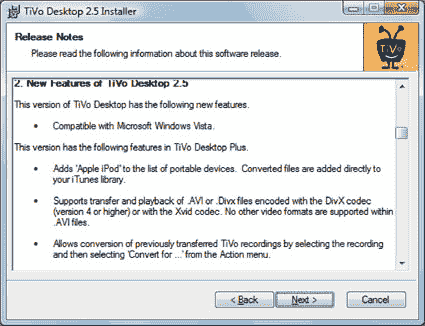 TiVo Desktop 2.5 Installer
Release Notes
Please read the following information about this software release.
TiVo
2. New Features of TiVo Desktop 2.5
This version of TiVo Desktop has the following new features.
• Compatible with Microsoft Windows Vista.
This version has the following features in TiVo Desktop Plus.
• Adds 'Apple iPod' to the list of portable devices. Converted files are added directly to
your iTunes library.
• Supports transfer and playback of .AVI or .Divx files encoded with the DivX codec
(version 4 or higher) or with the Xvid codec. No other video formats are supported within
.AVI files.
• Allows conversion of previously transferred TiVo recordings by selecting the recording
and then selecting 'Convert for ...' from the Action menu.
< Back
Next >
Cancel